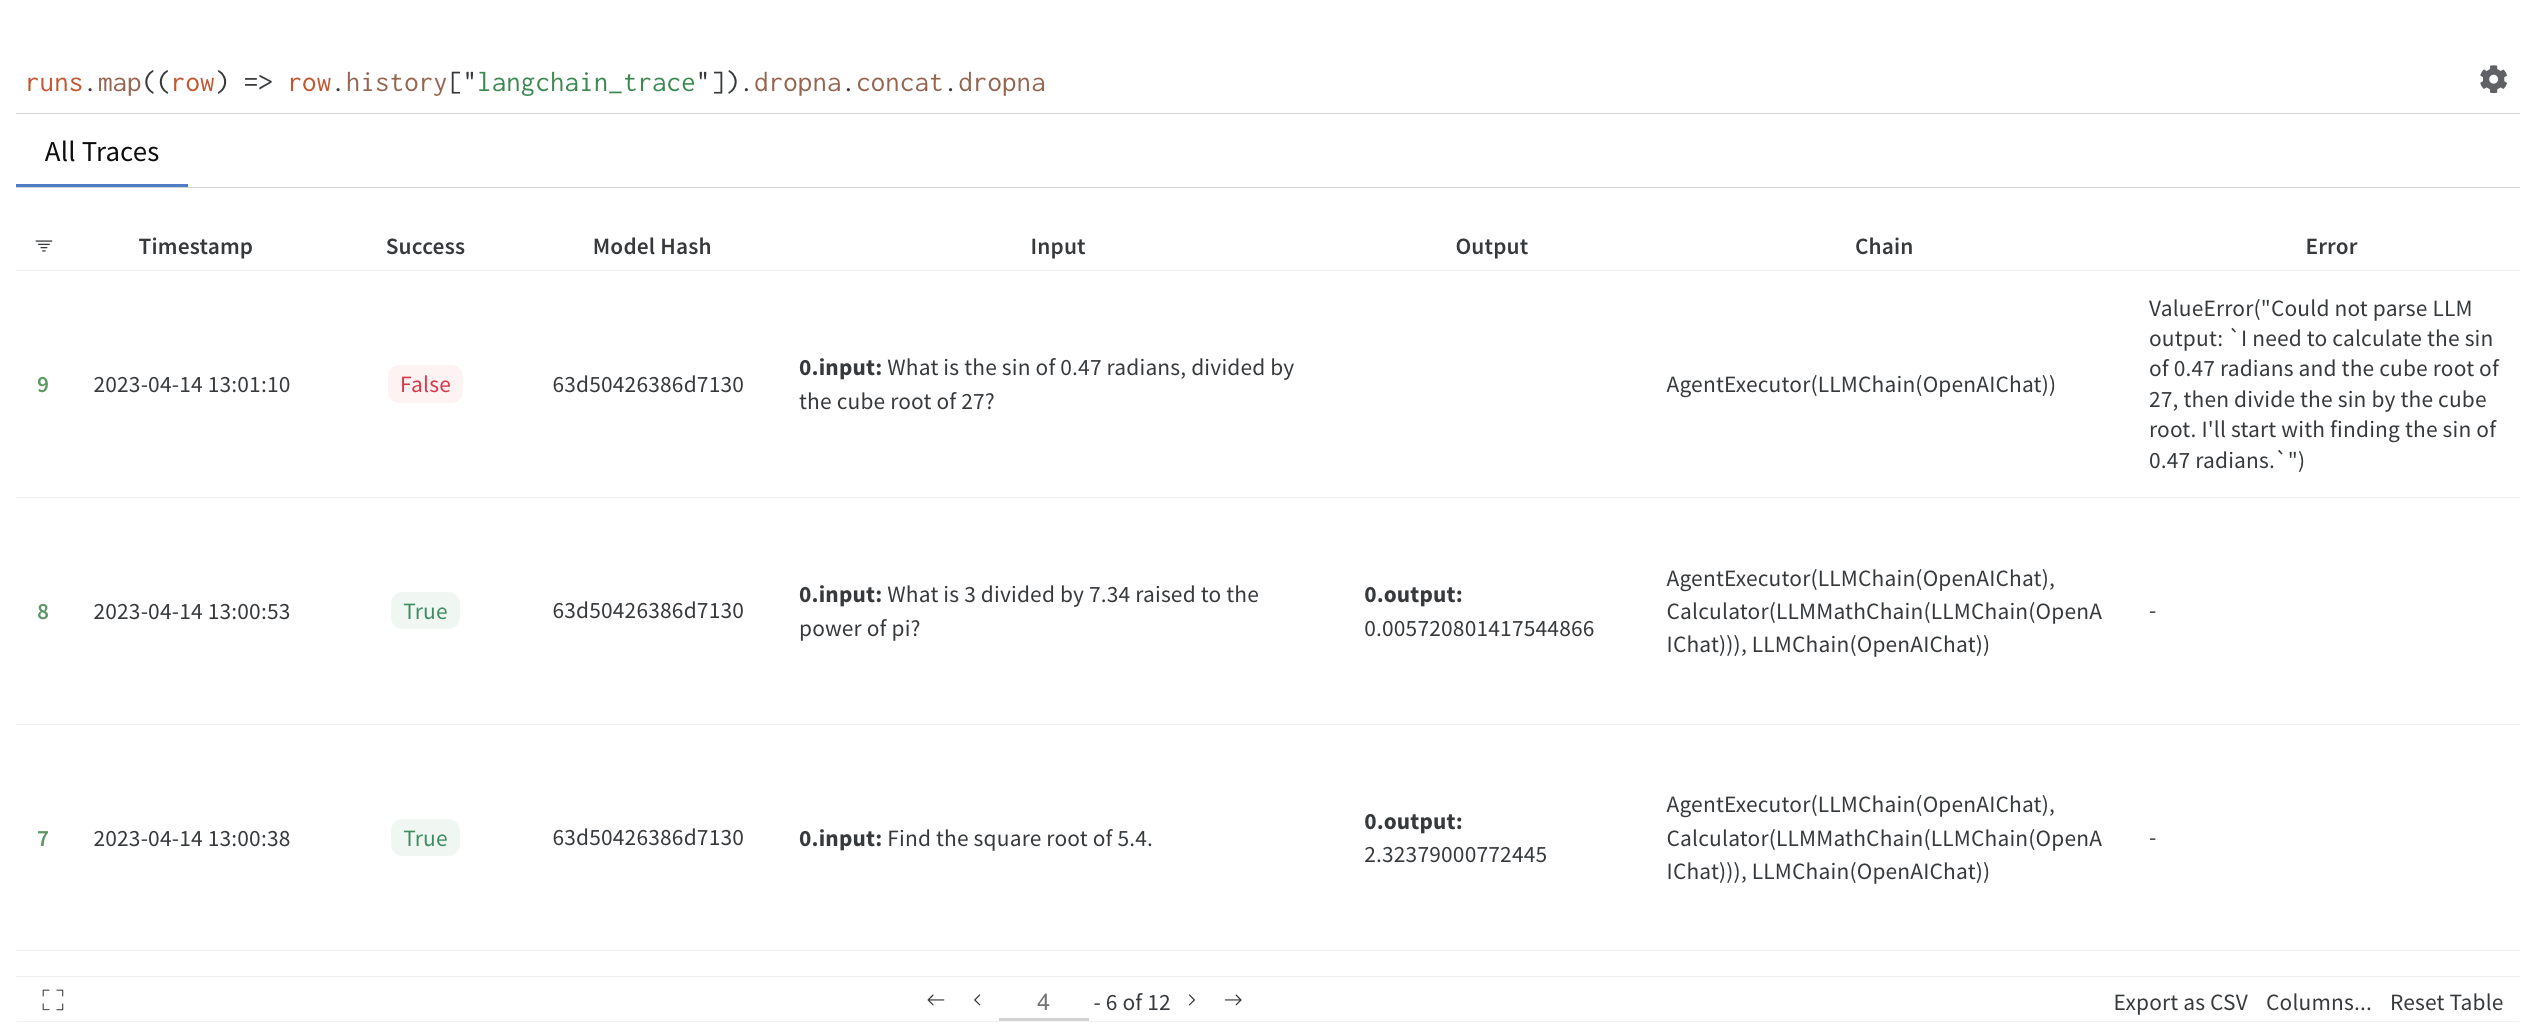 runs.map((row) => row.history["langchain_trace"]).dropna.concat.dropna
All Traces
Timestamp Success Model Hash Input Output Chain Error
9 2023-04-14 13:01:10 False 63d50426386d7130
0.input: What is the sin of 0.47 radians, divided by
the cube root of 27?
AgentExecutor(LLMChain(OpenAIChat))
ValueError("Could not parse LLM
output: `I need to calculate the sin
of 0.47 radians and the cube root of
27, then divide the sin by the cube
root. I'll start with finding the sin of
0.47 radians.`")
8 2023-04-14 13:00:53 True 63d50426386d7130
0.input: What is 3 divided by 7.34 raised to the
power of pi?
0.output:
0.005720801417544866
AgentExecutor(LLMChain(OpenAIChat),
Calculator(LLMMathChain(LLMChain(OpenA
IChat))), LLMChain(OpenAIChat))
-
7 2023-04-14 13:00:38 True 63d50426386d7130
0.input: Find the square root of 5.4.
0.output:
2.32379000772445
AgentExecutor(LLMChain(OpenAIChat),
Calculator(LLMMathChain(LLMChain(OpenA
IChat))), LLMChain(OpenAIChat))
-
4 - 6 of 12
Export as CSV Columns... Reset Table